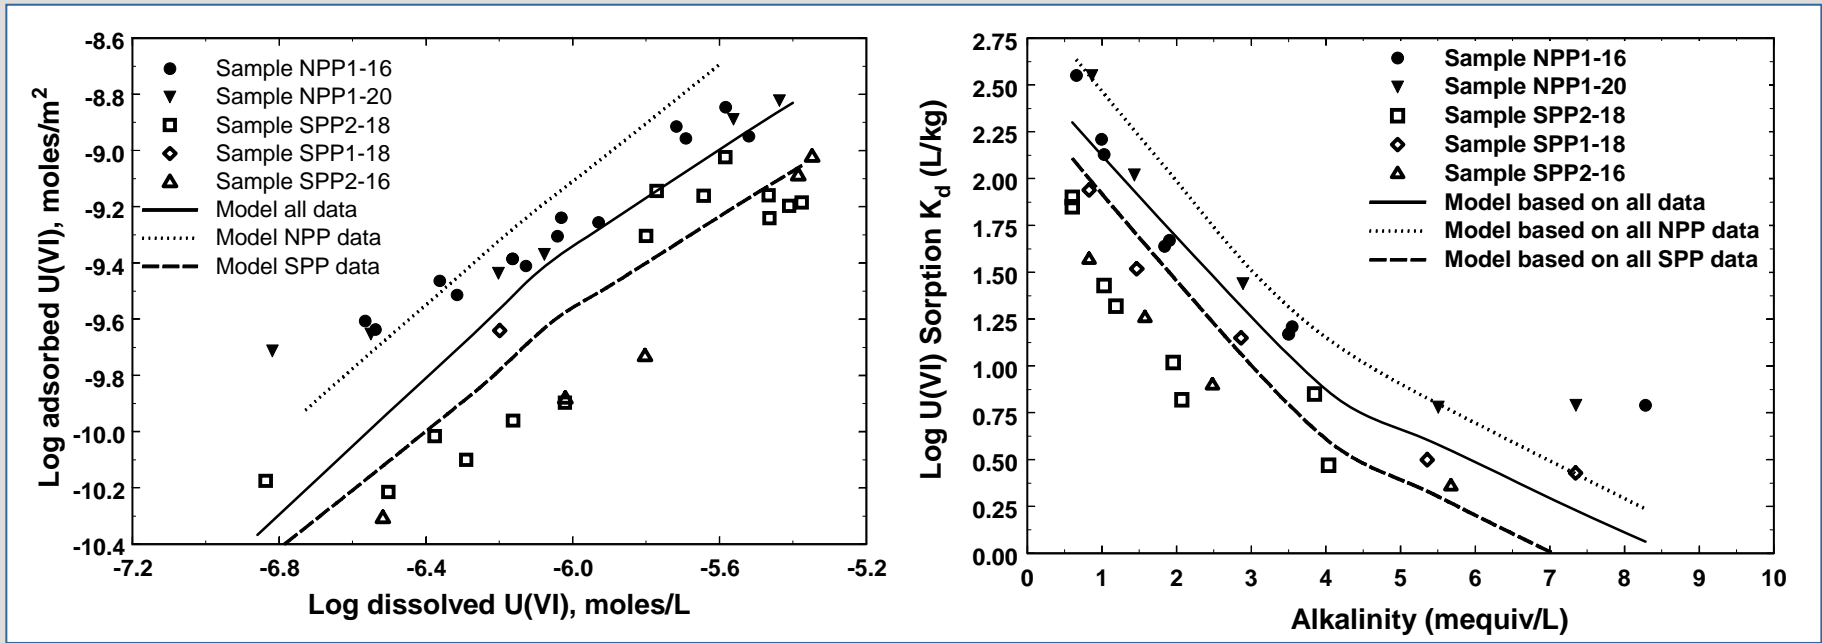 -8.6
-8.8
-9.0
-9.2
-9.4
-9.6
-9.8
-10.0
-10.2
-10.4
Log adsorbed U(VI), moles/m²
Sample NPP1-16
Sample NPP1-20
Sample SPP2-18
Sample SPP1-18
Sample SPP2-16
Model all data
Model NPP data
Model SPP data
-7.2 -6.8 -6.4 -6.0 -5.6 -5.2
Log dissolved U(VI), moles/L
2.75
2.50
2.25
2.00
1.75
1.50
1.25
1.00
0.75
0.50
0.25
0.00
Log U(VI) Sorption Kd (L/kg)
Sample NPP1-16
Sample NPP1-20
Sample SPP2-18
Sample SPP1-18
Sample SPP2-16
Model based on all data
Model based on all NPP data
Model based on all SPP data
0 1 2 3 4 5 6 7 8 9 10
Alkalinity (mequiv/L)